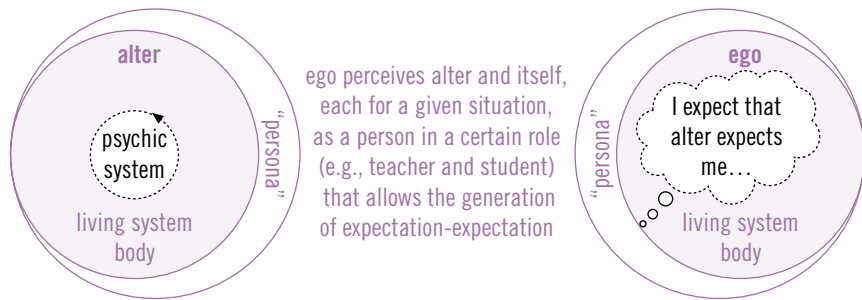 alter
psychic
system
living system
body
"persona"
ego perceives alter and itself,
each for a given situation,
as a person in a certain role
(e.g., teacher and student)
that allows the generation
of expectation-expectation
"persona"
ego
I expect that
alter expects
me…
living system
body